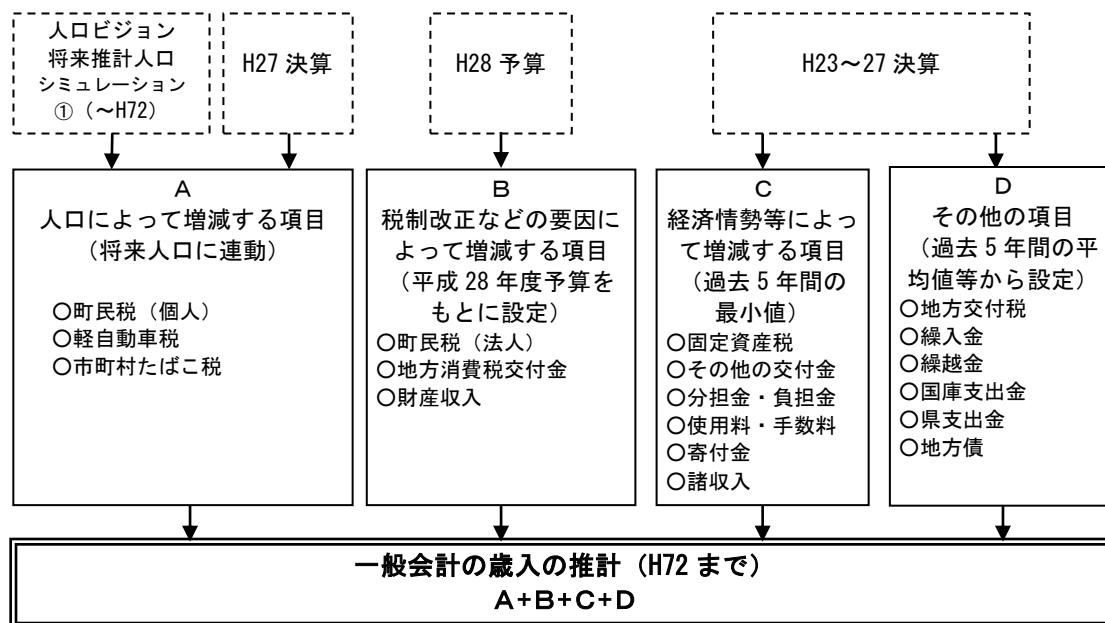 人口ビジョン
将来推計人口
シミュレーション
①（～H72）
H27 決算
H28 予算
H23～27 決算
A
人口によって増減する項目
（将来人口に連動）
○町民税（個人）
○軽自動車税
○市町村たばこ税
B
税制改正などの要因に
よって増減する項目
（平成 28 年度予算を
もとに設定）
○町民税（法人）
○地方消費税交付金
○財産収入
C
経済情勢等によっ
て増減する項目
（過去 5 年間の
最小値）
○固定資産税
○その他の交付金
○分担金・負担金
○使用料・手数料
○寄付金
○諸収入
D
その他の項目
（過去 5 年間の平
均値等から設定）
○地方交付税
○繰入金
○繰越金
○国庫支出金
○県支出金
○地方債
一般会計の歳入の推計（H72 まで）
A+B+C+D